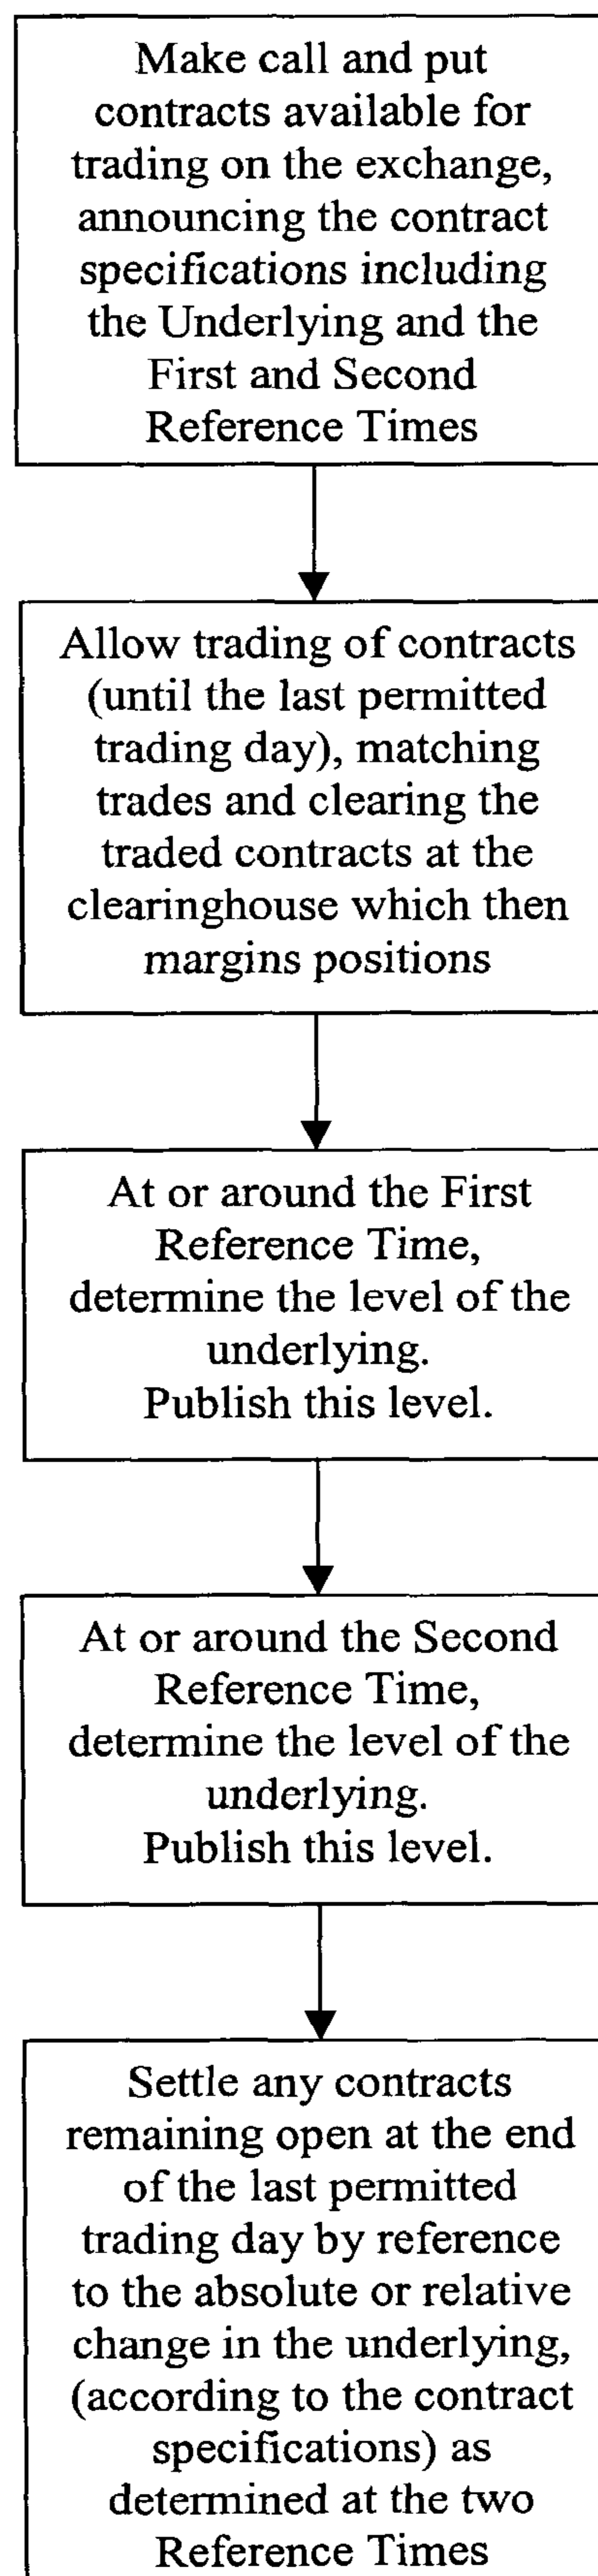 Make call and put
contracts available for
trading on the exchange,
announcing the contract
specifications including
the Underlying and the
First and Second
Reference Times
Allow trading of contracts
(until the last permitted
trading day), matching
trades and clearing the
traded contracts at the
clearinghouse which then
margins positions
At or around the First
Reference Time,
determine the level of the
underlying.
Publish this level.
At or around the Second
Reference Time,
determine the level of the
underlying.
Publish this level.
Settle any contracts
remaining open at the end
of the last permitted
trading day by reference
to the absolute or relative
change in the underlying,
(according to the contract
specifications) as
determined at the two
Reference Times